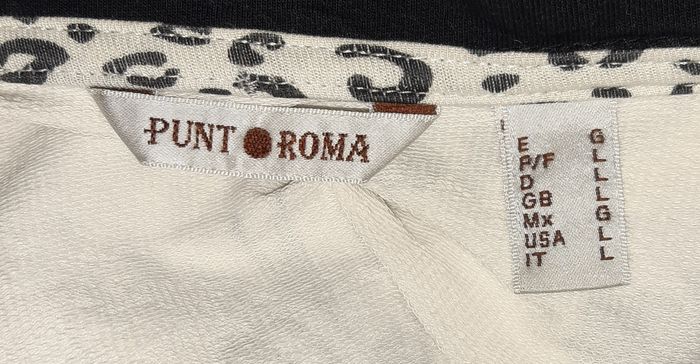 PUNT ROMA
E G
P/F L
D L
GB L
Mx G
USA L
IT L